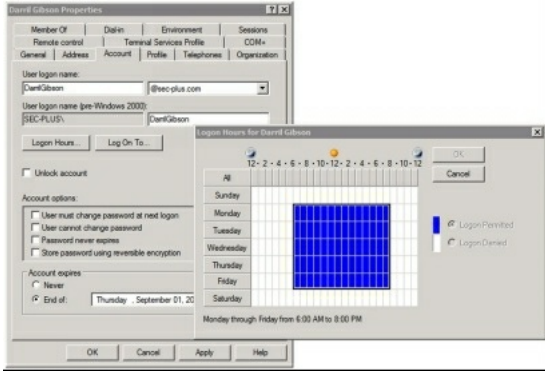 Darril Gibson Properties
Member Of Dial-in Environment Sessions
Remote control Terminal Services Profile COM+
General Address Account Profile Telephones Organization
User logon name:
DarrilGibson @sec-plus.com
User logon name (pre-Windows 2000):
SEC-PLUS\ DarrilGibson
Logon Hours... Log On To...
Unlock account
Account options:
User must change password at next logon
User cannot change password
Password never expires
Store password using reversible encryption
Account expires
Never
End of: Thursday , September 01, 20
OK Cancel Apply Help
Logon Hours for Darril Gibson
12 · 2 · 4 · 6 · 8 · 10 · 12 · 2 · 4 · 6 · 8 · 10 · 12
All
Sunday
Monday
Tuesday
Wednesday
Thursday
Friday
Saturday
OK
Cancel
Logon Permitted
Logon Denied
Monday through Friday from 6:00 AM to 8:00 PM